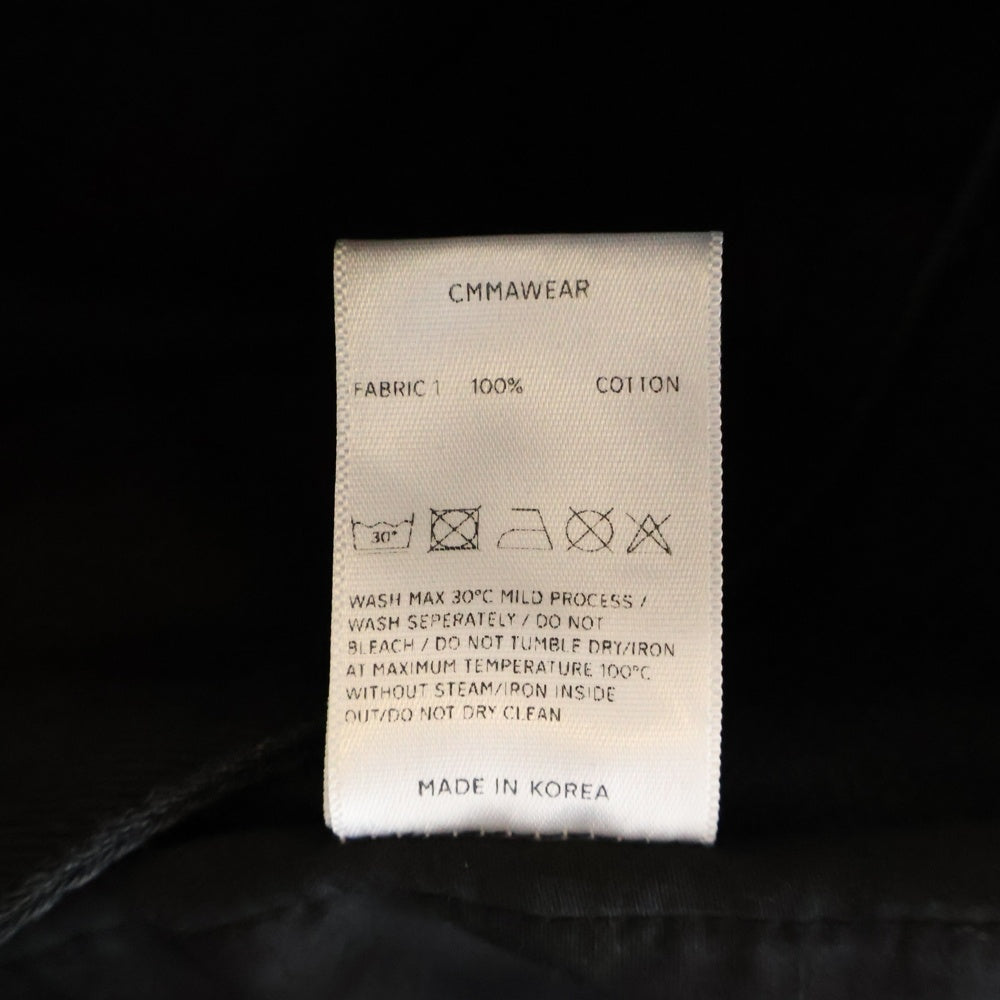 CMMAWEAR
FABRIC 1 100% COTTON
30°
WASH MAX 30°C MILD PROCESS /
WASH SEPERATELY / DO NOT
BLEACH / DO NOT TUMBLE DRY/IRON
AT MAXIMUM TEMPERATURE 100°C
WITHOUT STEAM/IRON INSIDE
OUT/DO NOT DRY CLEAN
MADE IN KOREA